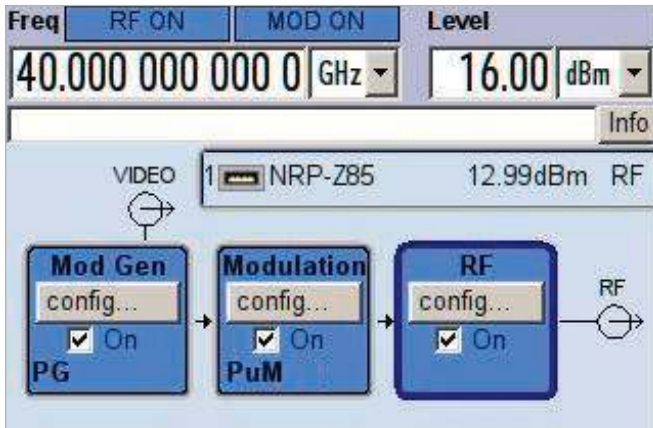 Freq RF ON MOD ON Level
40.000 000 000 0 GHz 16.00 dBm
Info
VIDEO 1 NRP-Z85 12.99dBm RF
Mod Gen Modulation RF
config... config... config... RF
On On On
PG PuM